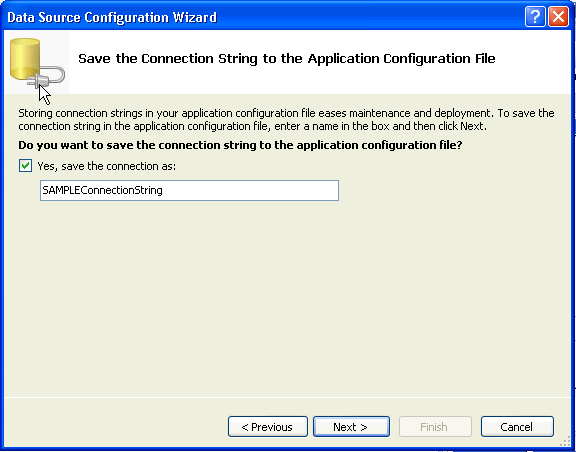 Data Source Configuration Wizard
?
Save the Connection String to the Application Configuration File
Storing connection strings in your application configuration file eases maintenance and deployment. To save the
connection string in the application configuration file, enter a name in the box and then click Next.
Do you want to save the connection string to the application configuration file?
Yes, save the connection as:
SAMPLEConnectionString
< Previous
Next >
Finish
Cancel